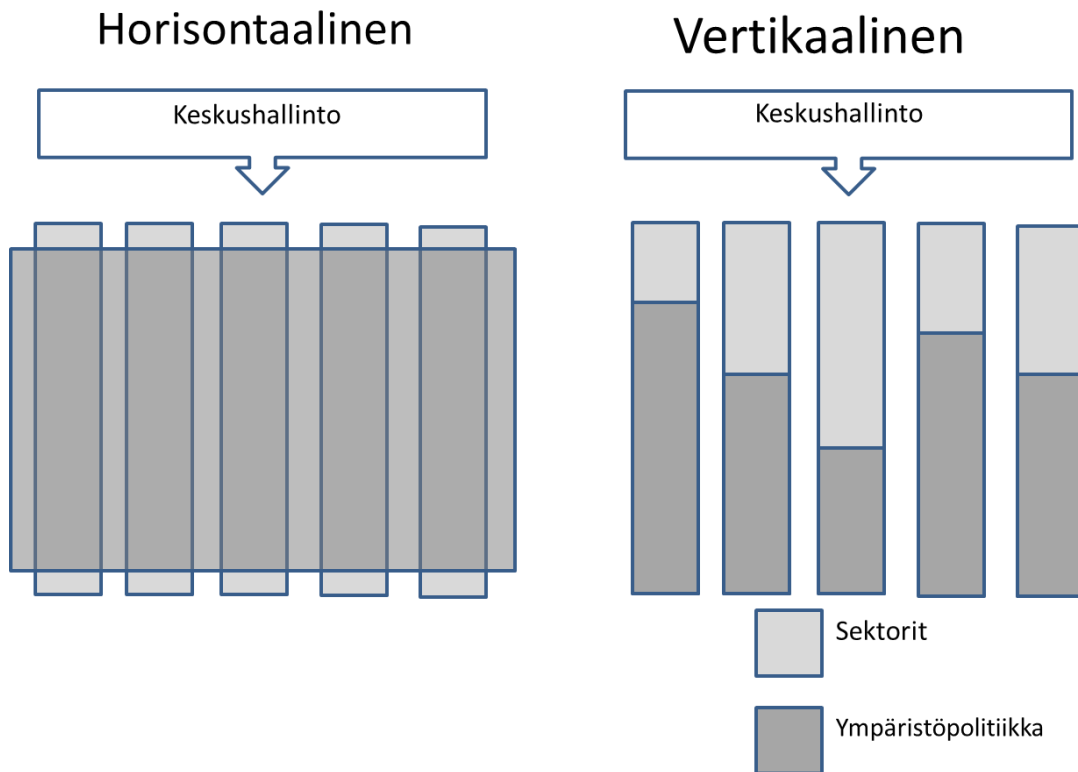 Horisontaalinen
Keskushallinto
Vertikaalinen
Keskushallinto
Sektorit
Ympäristöpolitiikka